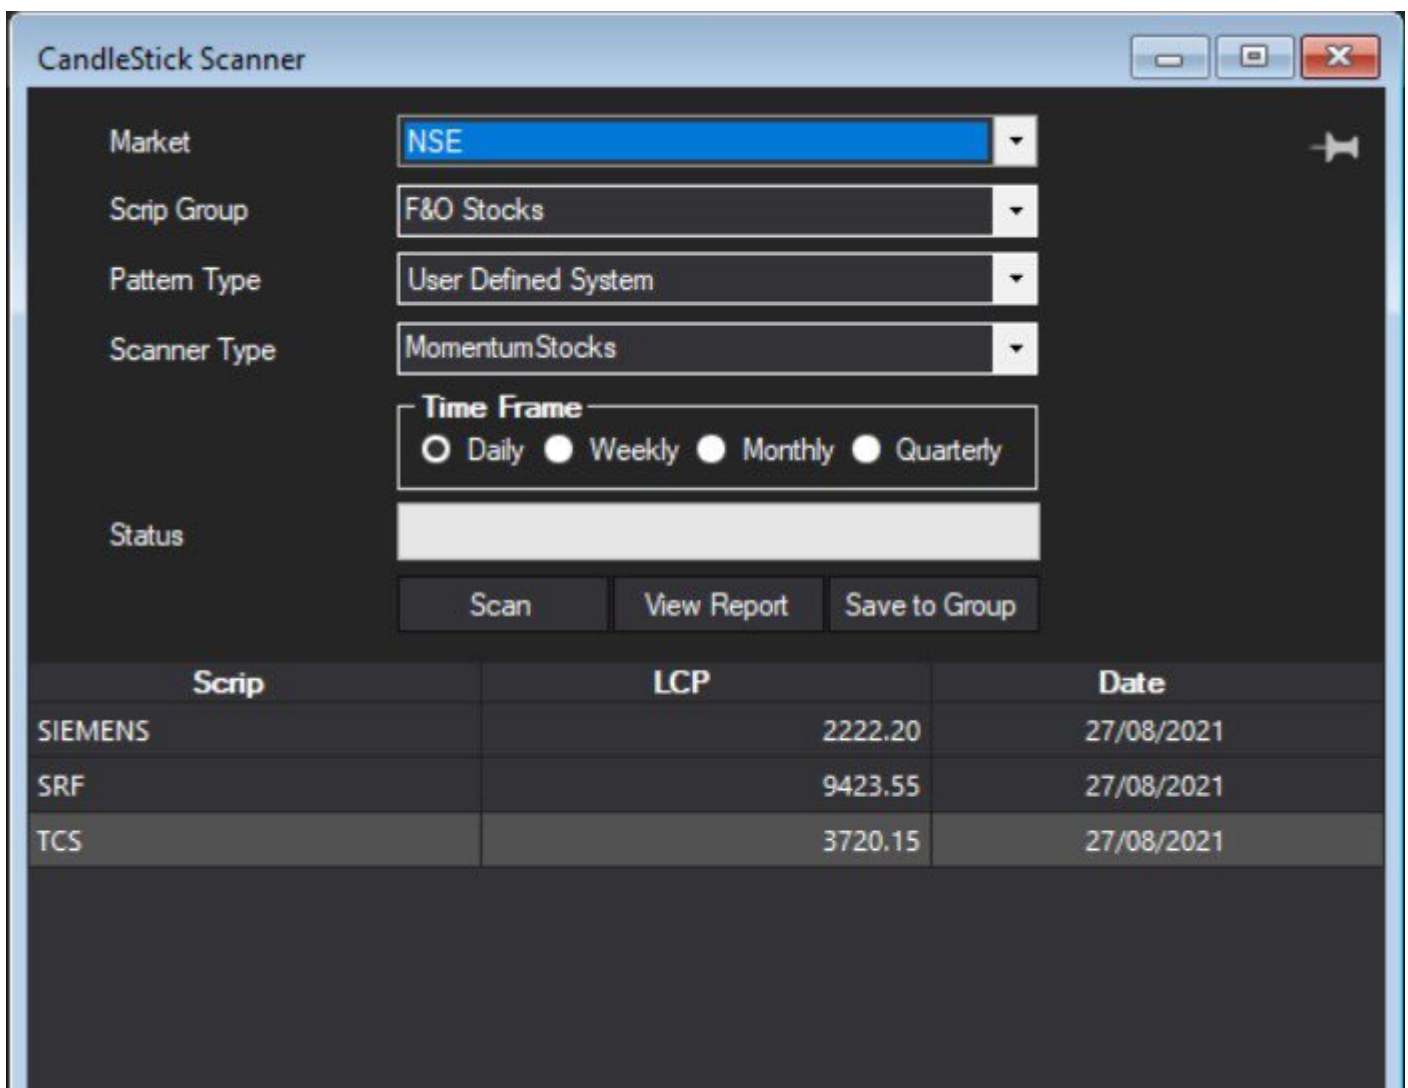 CandleStick Scanner
Market NSE
Scrip Group F&O Stocks
Pattern Type User Defined System
Scanner Type MomentumStocks
Time Frame
Daily Weekly Monthly Quarterly
Status
Scan View Report Save to Group
Scrip LCP Date
SIEMENS 2222.20 27/08/2021
SRF 9423.55 27/08/2021
TCS 3720.15 27/08/2021